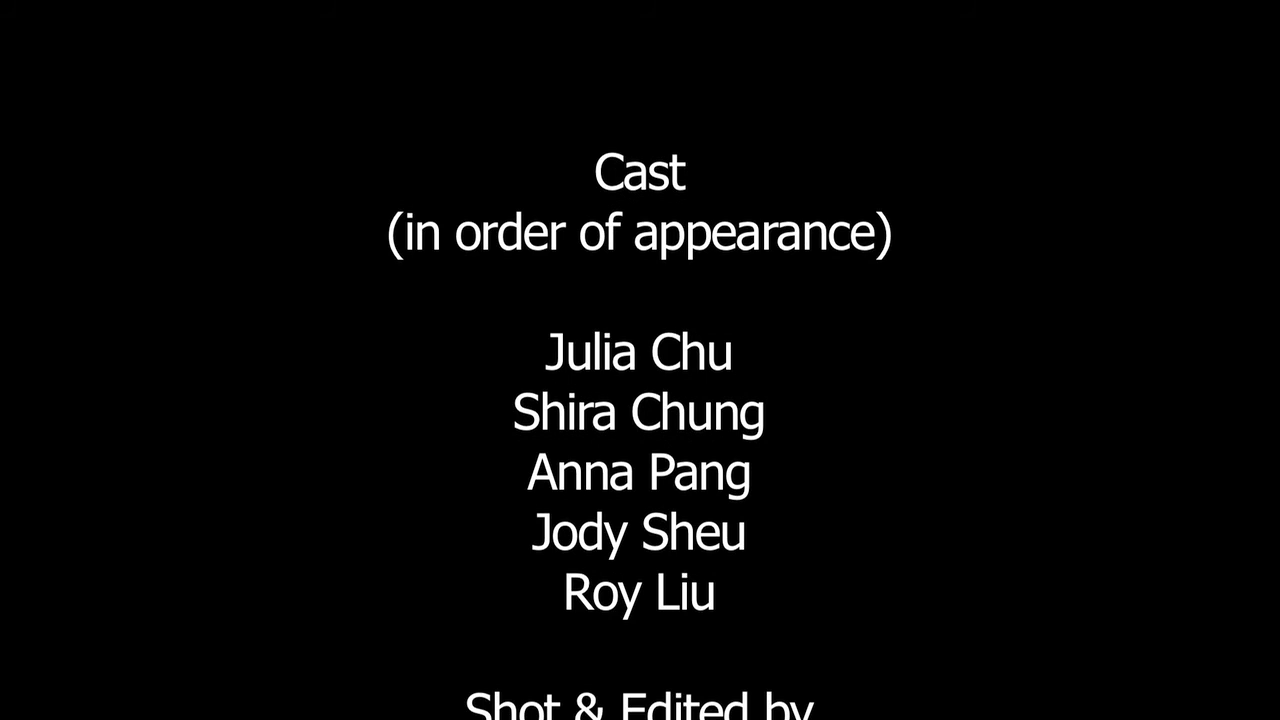 Cast
(in order of appearance)
Julia Chu
Shira Chung
Anna Pang
Jody Sheu
Roy Liu
Shot & Edited by